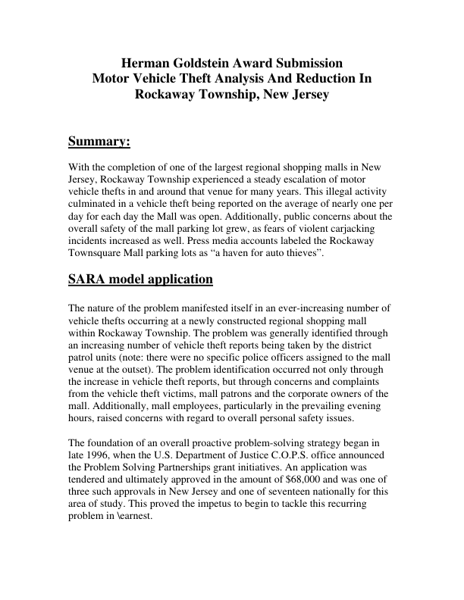 Herman Goldstein Award Submission
Motor Vehicle Theft Analysis And Reduction In
Rockaway Township, New Jersey
Summary:
With the completion of one of the largest regional shopping malls in New
Jersey, Rockaway Township experienced a steady escalation of motor
vehicle thefts in and around that venue for many years. This illegal activity
culminated in a vehicle theft being reported on the average of nearly one per
day for each day the Mall was open. Additionally, public concerns about the
overall safety of the mall parking lot grew, as fears of violent carjacking
incidents increased as well. Press media accounts labeled the Rockaway
Townsquare Mall parking lots as “a haven for auto thieves”.
SARA model application
The nature of the problem manifested itself in an ever-increasing number of
vehicle thefts occurring at a newly constructed regional shopping mall
within Rockaway Township. The problem was generally identified through
an increasing number of vehicle theft reports being taken by the district
patrol units (note: there were no specific police officers assigned to the mall
venue at the outset). The problem identification occurred not only through
the increase in vehicle theft reports, but through concerns and complaints
from the vehicle theft victims, mall patrons and the corporate owners of the
mall. Additionally, mall employees, particularly in the prevailing evening
hours, raised concerns with regard to overall personal safety issues.
The foundation of an overall proactive problem-solving strategy began in
late 1996, when the U.S. Department of Justice C.O.P.S. office announced
the Problem Solving Partnerships grant initiatives. An application was
tendered and ultimately approved in the amount of $68,000 and was one of
three such approvals in New Jersey and one of seventeen nationally for this
area of study. This proved the impetus to begin to tackle this recurring
problem in \earnest.